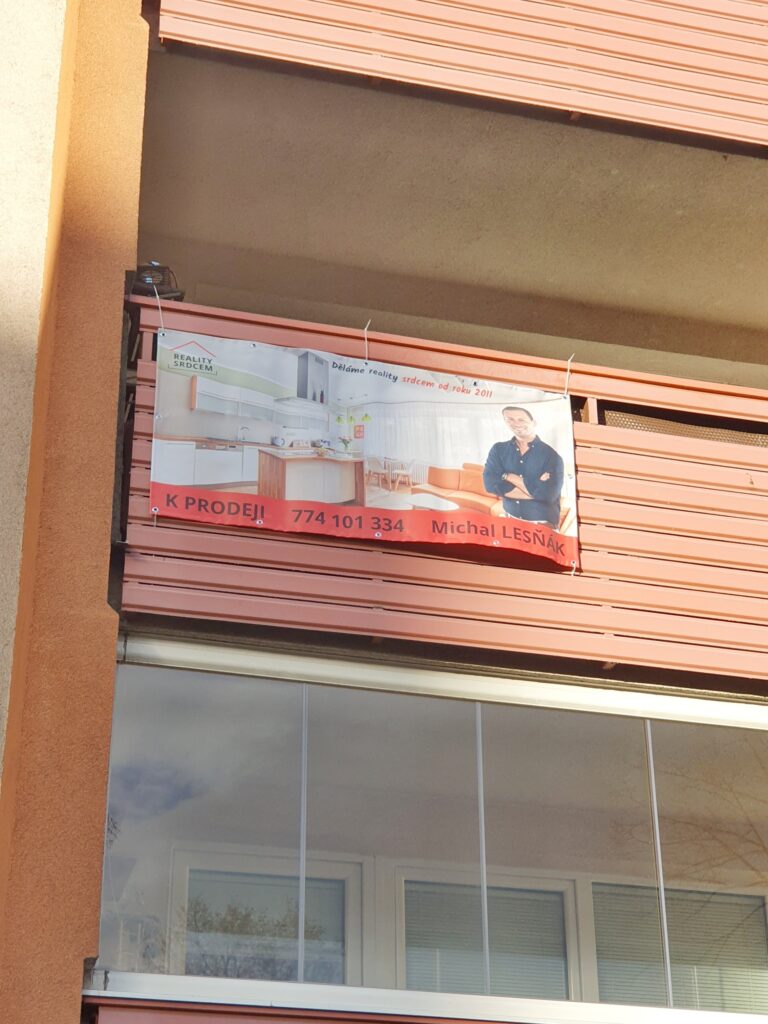 REALITY
SRDCEM
Děláme reality srdcem od roku 2011
K PRODEJI 774 101 334 Michal LESŇÁK